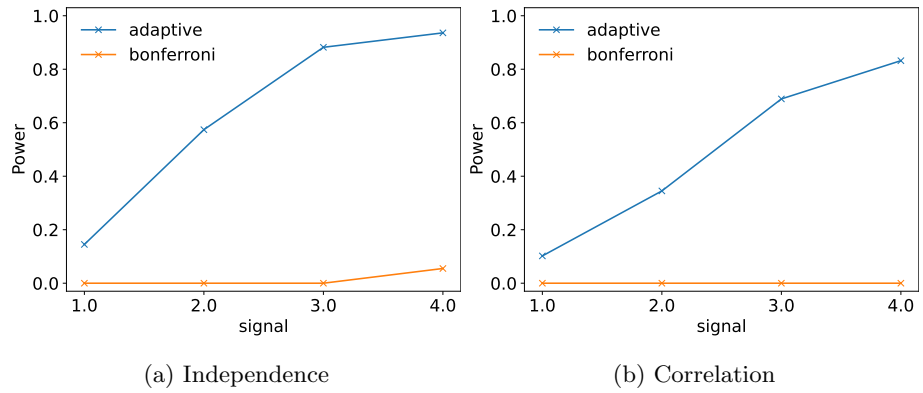 1.0
0.8
0.6
0.4
0.2
0.0
Power
adaptive
bonferroni
1.0 2.0 3.0 4.0
signal
(a) Independence
1.0
0.8
0.6
0.4
0.2
0.0
Power
adaptive
bonferroni
1.0 2.0 3.0 4.0
signal
(b) Correlation